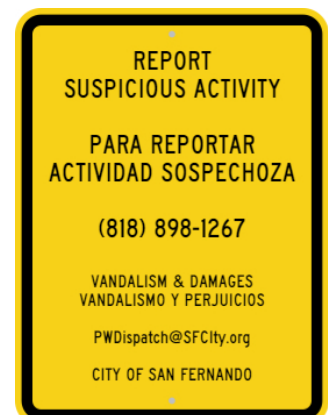 REPORT
SUSPICIOUS ACTIVITY
PARA REPORTAR
ACTIVIDAD SOSPECHOZA
(818) 898-1267
VANDALISM & DAMAGES
VANDALISMO Y PERJUICIOS
PWDispatch@SFCIty.org
CITY OF SAN FERNANDO